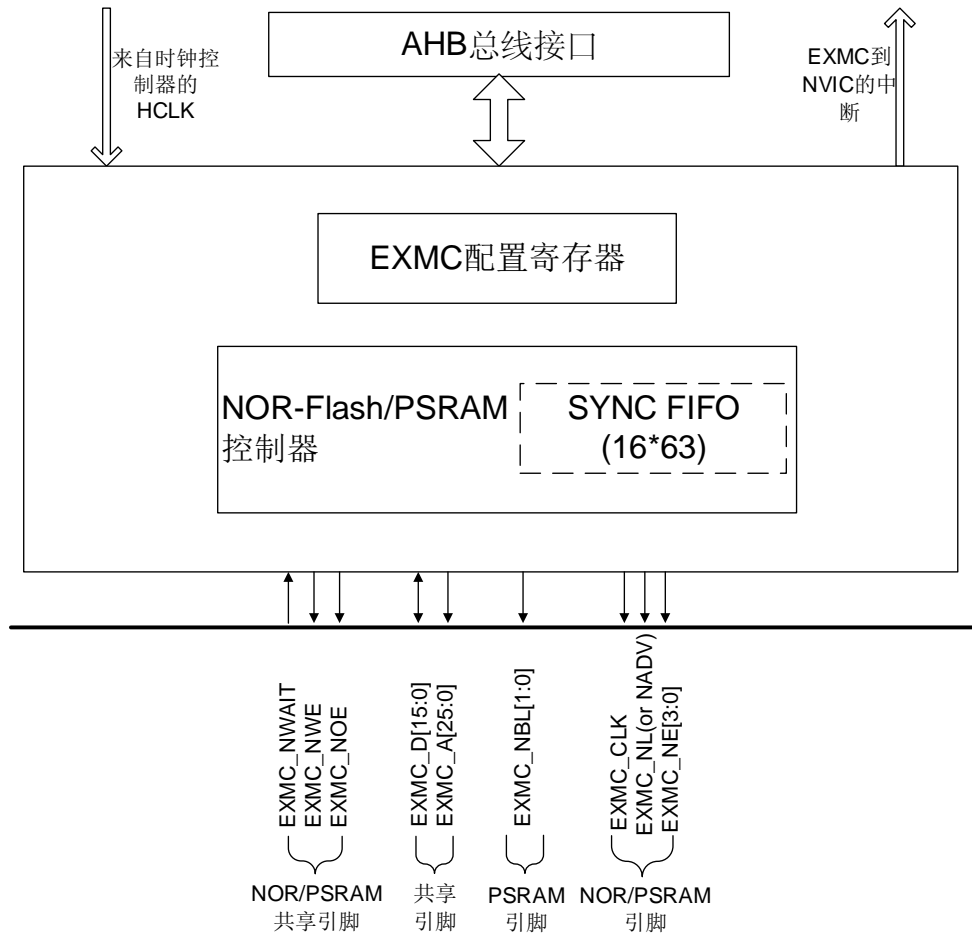 来自时钟控
制器的
HCLK
AHB总线接口
EXMC到
NVIC的中
断
EXMC配置寄存器
NOR-Flash/PSRAM
控制器
SYNC FIFO
(16*63)
EXMC_NWAIT
EXMC_NWE
EXMC_NOE
EXMC_D[15:0]
EXMC_A[25:0]
EXMC_NBL[1:0]
EXMC_CLK
EXMC_NL(or NADV)
EXMC_NE[3:0]
NOR/PSRAM
共享引脚
共享
引脚
PSRAM
引脚
NOR/PSRAM
引脚